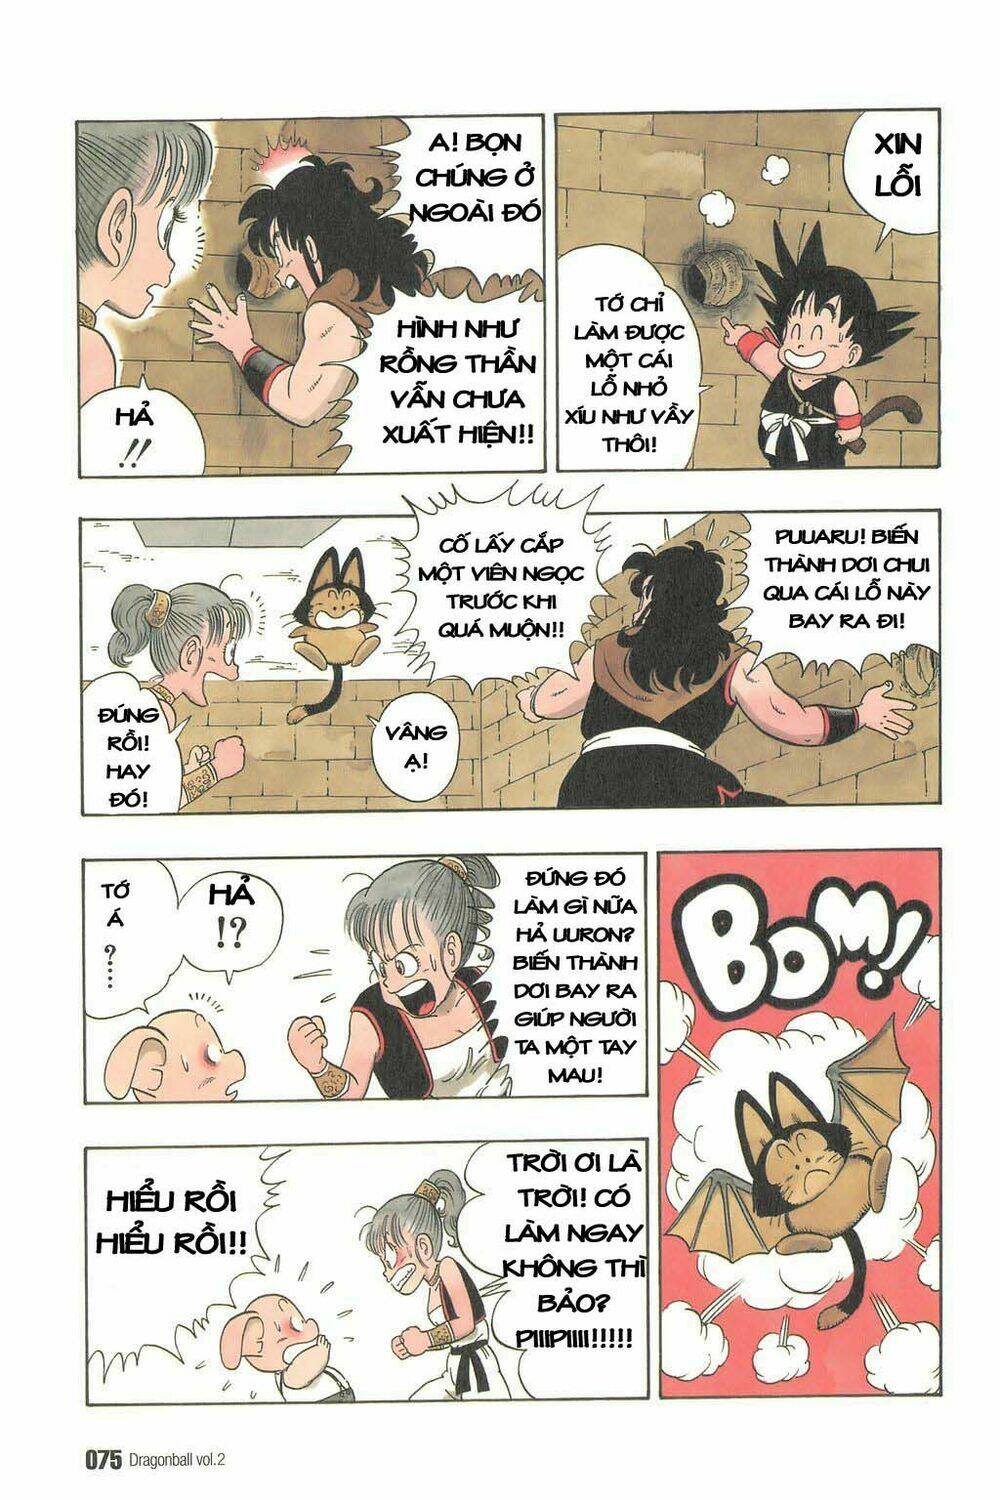 XIN
LỖI
TỚ CHỈ
LÀM ĐƯỢC
MỘT CÁI
LỖ NHỎ
XÍU NHƯ VẦY
THÔI!
A! BỌN
CHÚNG Ở
NGOÀI ĐÓ
HÌNH NHƯ
RỒNG THẦN
VẪN CHƯA
XUẤT HIỆN!!
HẢ
!!
PUUARU! BIẾN
THÀNH DƠI CHUI
QUA CÁI LỖ NÀY
BAY RA ĐI!
CỐ LẤY CẮP
MỘT VIÊN NGỌC
TRƯỚC KHI
QUÁ MUỘN!!
VÂNG
Ạ!
ĐÚNG
RỒI!
HAY
ĐÓ!
BOM!
ĐỨNG ĐÓ
LÀM GÌ NỮA
HẢ UURON?
BIẾN THÀNH
DƠI BAY RA
GIÚP NGƯỜI
TA MỘT TAY
MAU!
HẢ
!?
TỚ
Á
?....
TRỜI ƠI LÀ
TRỜI! CÓ
LÀM NGAY
KHÔNG THÌ
BẢO?
PIIIPIIII!!!!!
HIỂU RỒI
HIỂU RỒI!!
075 Dragonball vol.2